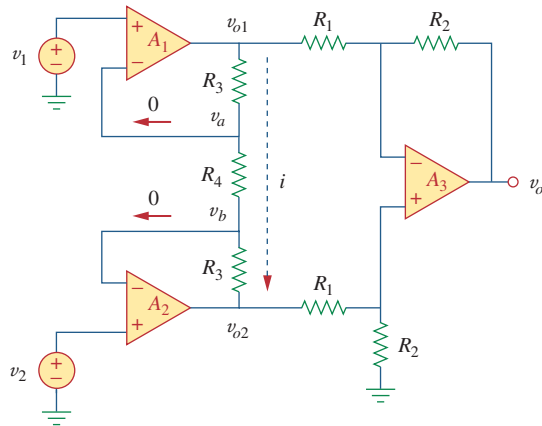 v1
+
−
+
−
A1
vo1
R1
R2
R3
0
va
R4
i
−
+
A3
vo
0
vb
R3
−
+
A2
vo2
R1
R2
v2
+
−